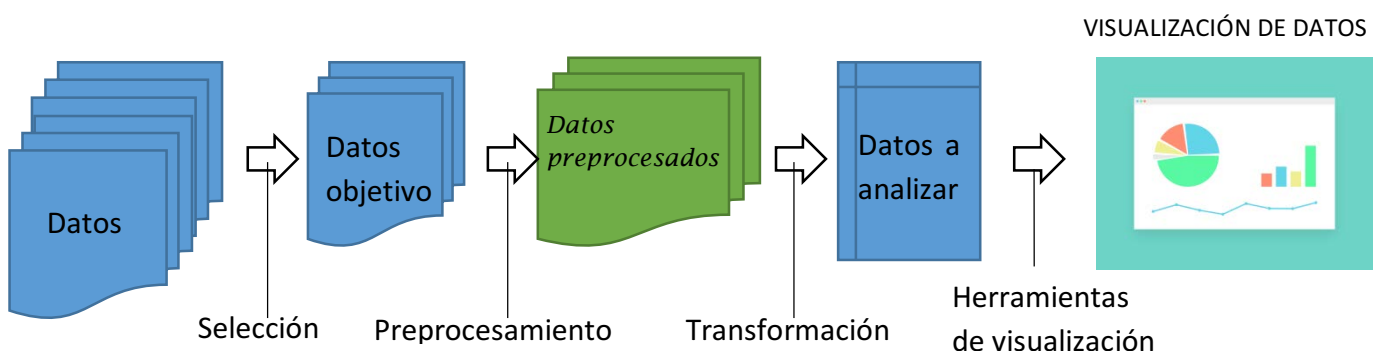 VISUALIZACIÓN DE DATOS
Datos
Datos
objetivo
Datos
preprocesados
Datos a
analizar
Selección
Preprocesamiento
Transformación
Herramientas
de visualización